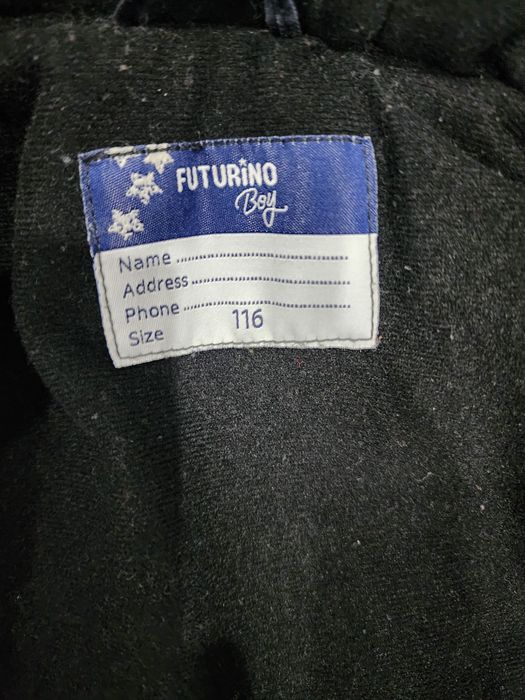 FUTURINO
Boy
Name ........................................
Address ...................................
Phone .....................................
Size 116